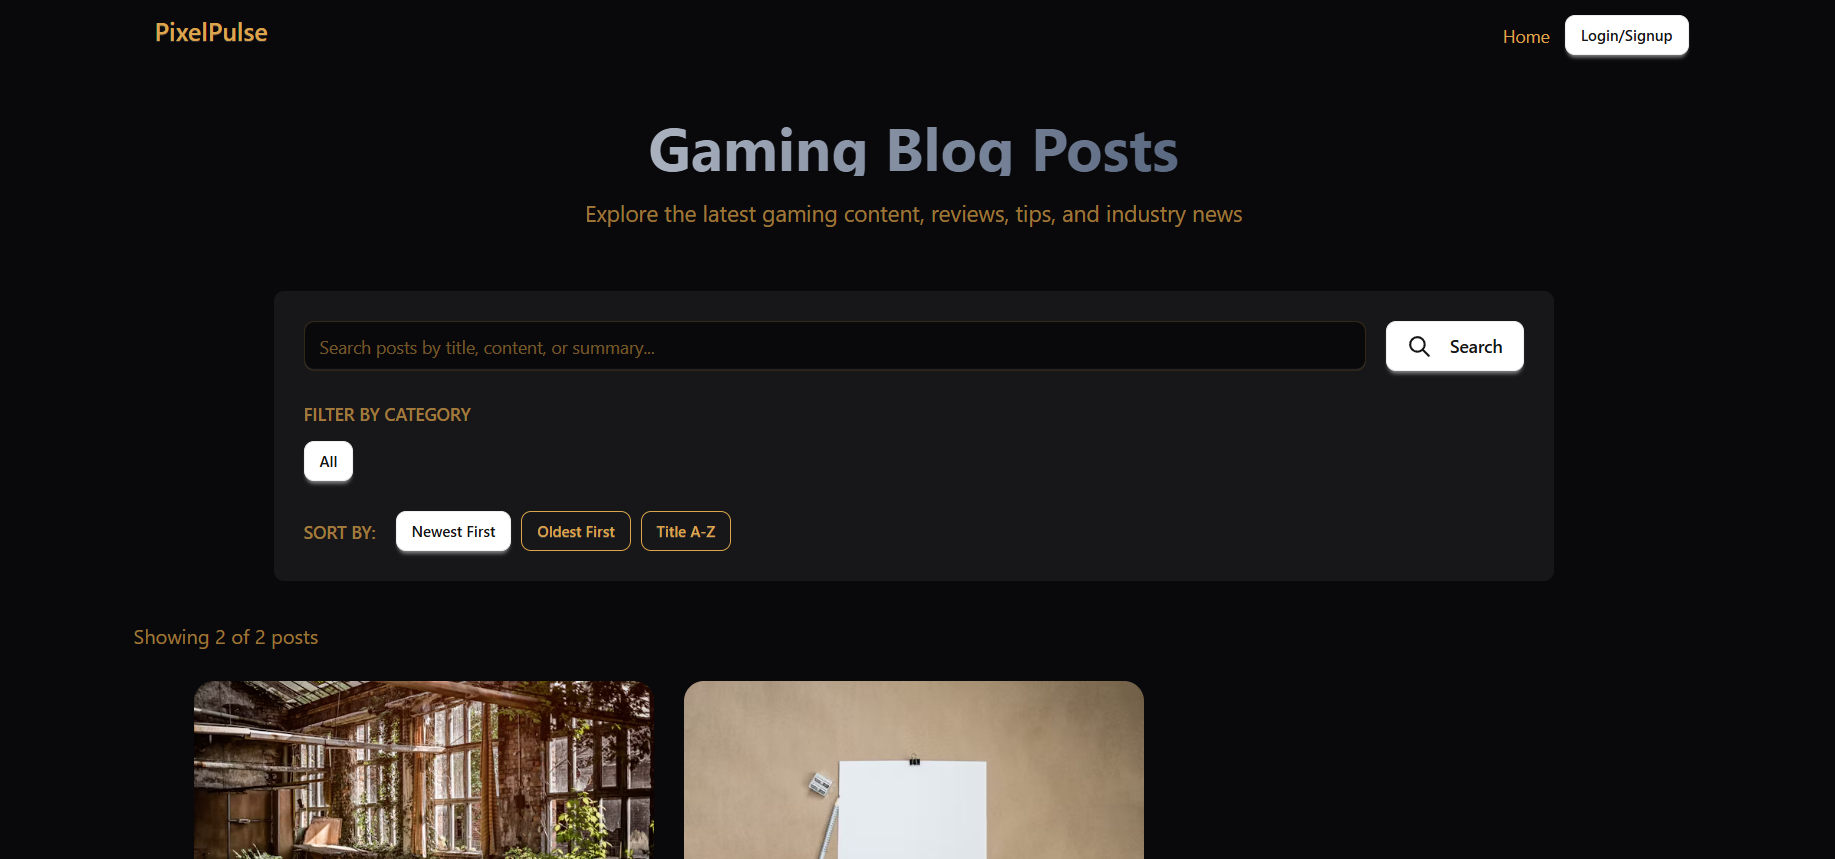 PixelPulse
Home
Login/Signup
Gaming Blog Posts
Explore the latest gaming content, reviews, tips, and industry news
Search posts by title, content, or summary...
Search
FILTER BY CATEGORY
All
SORT BY:
Newest First
Oldest First
Title A-Z
Showing 2 of 2 posts